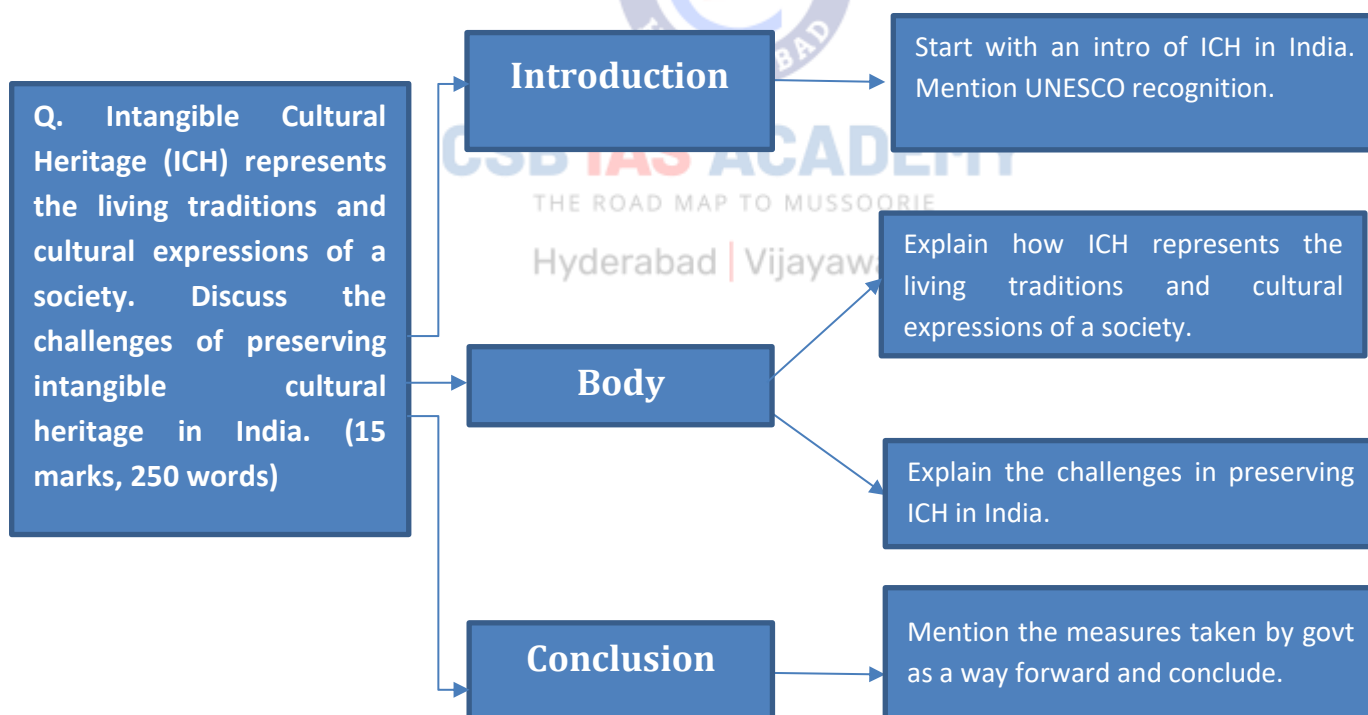 Q. Intangible Cultural
Heritage (ICH) represents
the living traditions and
cultural expressions of a
society. Discuss the
challenges of preserving
intangible cultural
heritage in India. (15
marks, 250 words)
Introduction
Start with an intro of ICH in India.
Mention UNESCO recognition.
CSB IAS ACADEMY
THE ROAD MAP TO MUSSOORIE
Hyderabad | Vijayaw
Body
Explain how ICH represents the
living traditions and cultural
expressions of a society.
Explain the challenges in preserving
ICH in India.
Conclusion
Mention the measures taken by govt
as a way forward and conclude.